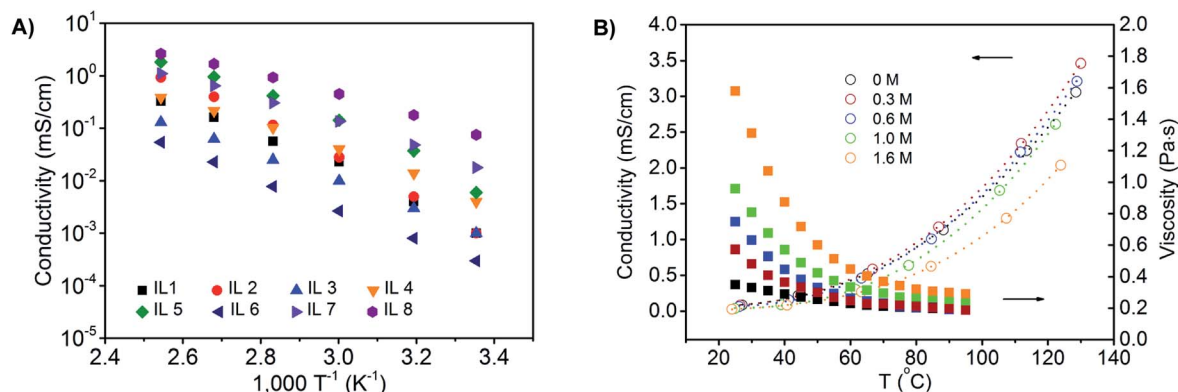 A)
10¹
10⁰
10⁻¹
10⁻²
10⁻³
10⁻⁴
10⁻⁵
Conductivity (mS/cm)
IL1 IL 2 IL 3 IL 4
IL 5 IL 6 IL 7 IL 8
2.4 2.6 2.8 3.0 3.2 3.4
1,000 T⁻¹ (K⁻¹)
B)
4.0
3.5
3.0
2.5
2.0
1.5
1.0
0.5
0.0
Conductivity (mS/cm)
0 M
0.3 M
0.6 M
1.0 M
1.6 M
2.0
1.8
1.6
1.4
1.2
1.0
0.8
0.6
0.4
0.2
0.0
Viscosity (Pa·s)
20 40 60 80 100 120 140
T (°C)